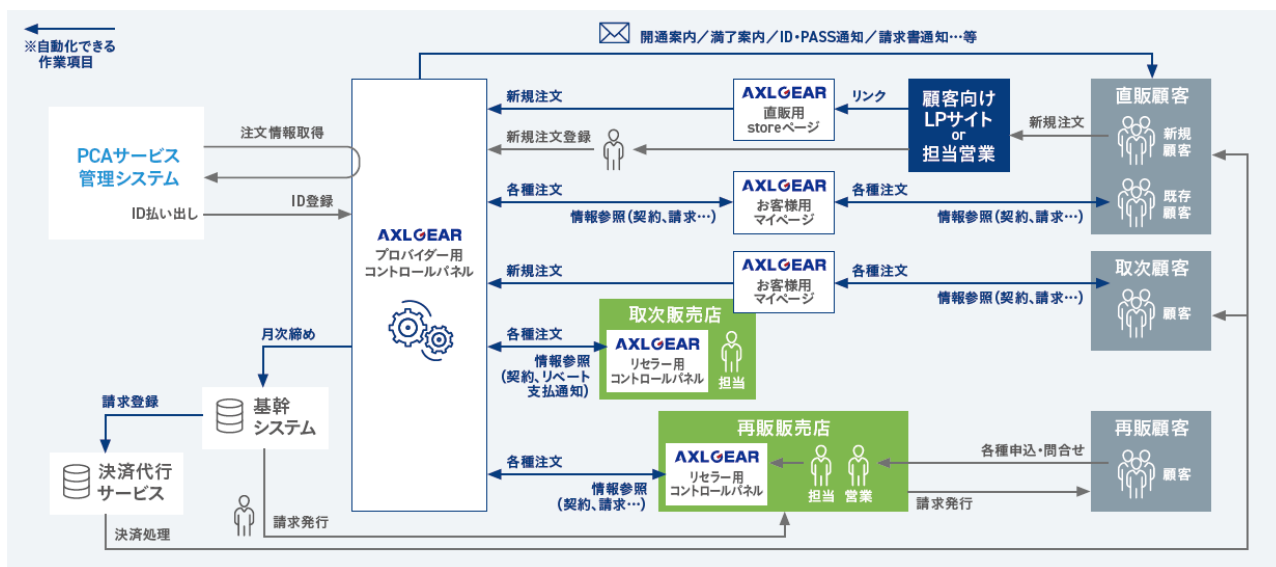 ※自動化できる
作業項目
開通案内／満了案内／ID・PASS通知／請求書通知…等
PCAサービス
管理システム
注文情報取得
ID払い出し
ID登録
AXLGEAR
プロバイダー用
コントロールパネル
新規注文
AXLGEAR
直販用
storeページ
リンク
顧客向け
LPサイト
or
担当営業
新規注文
直販顧客
新規
顧客
新規注文登録
各種注文
情報参照（契約、請求…）
AXLGEAR
お客様用
マイページ
各種注文
情報参照（契約、請求…）
既存
顧客
新規注文
AXLGEAR
お客様用
マイページ
各種注文
情報参照（契約、請求…）
取次顧客
顧客
各種注文
情報参照
（契約、リベート
支払通知）
取次販売店
AXLGEAR
リセラー用
コントロールパネル
担当
月次締め
基幹
システム
請求登録
決済代行
サービス
決済処理
請求発行
各種注文
情報参照
（契約、請求…）
再販販売店
AXLGEAR
リセラー用
コントロールパネル
担当
営業
各種申込・問合せ
請求発行
再販顧客
顧客